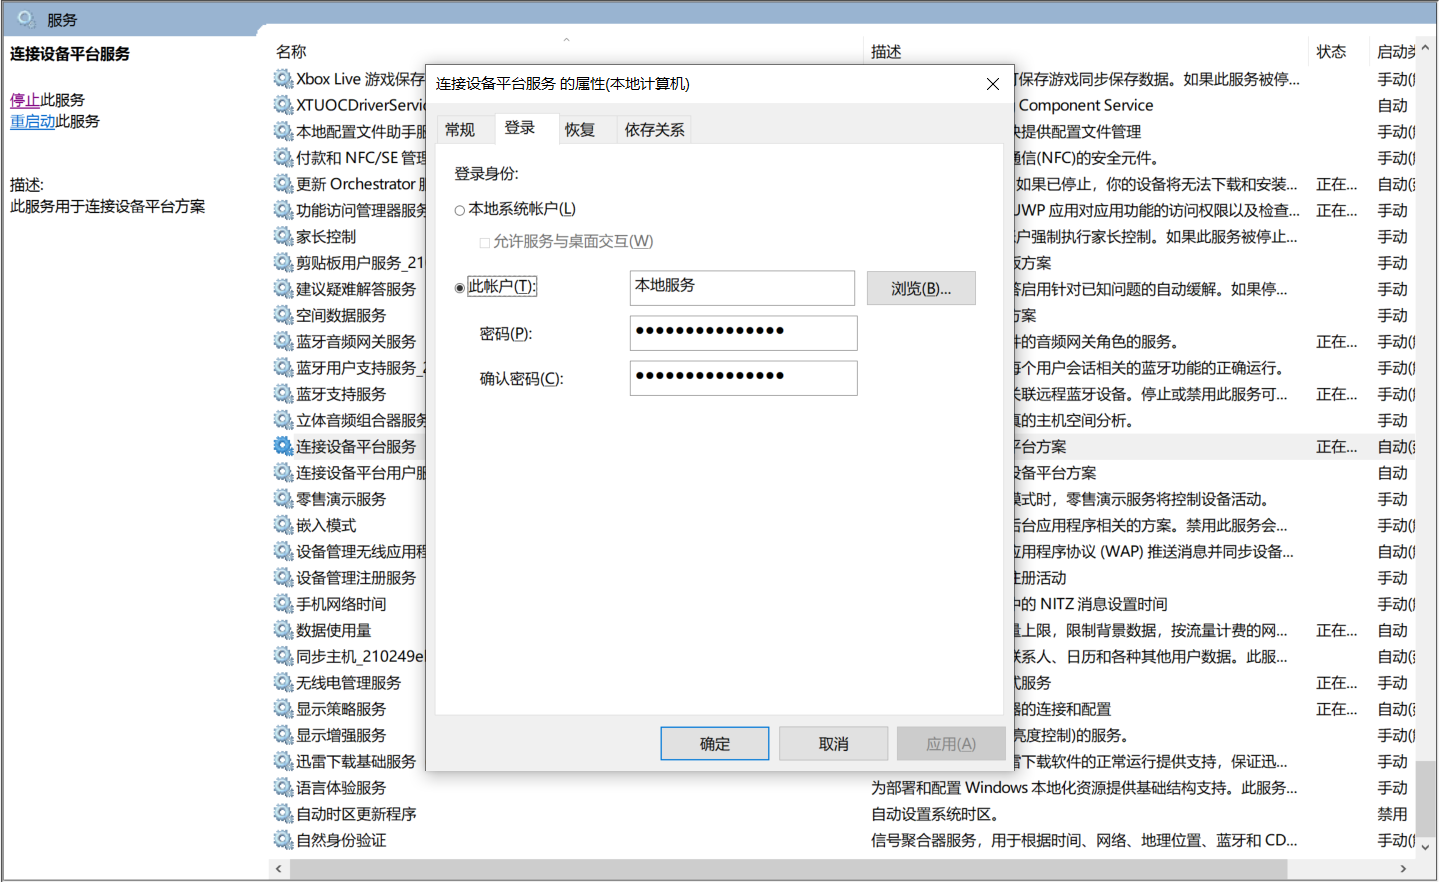 服务
连接设备平台服务
停止此服务
重启动此服务
描述:
此服务用于连接设备平台方案
名称
描述
状态
启动类
Xbox Live 游戏保存
保存游戏同步保存数据。如果此服务被停...
手动(
XTUOCDriverServic
Component Service
自动
本地配置文件助手服
提供配置文件管理
手动(
付款和 NFC/SE 管理
通信(NFC)的安全元件。
手动(
更新 Orchestrator 服
如果已停止，你的设备将无法下载和安装...
正在...
自动(
功能访问管理器服务
UWP 应用对应用功能的访问权限以及检查...
正在...
手动
家长控制
户强制执行家长控制。如果此服务被停止...
手动
剪贴板用户服务_210
方案
手动
建议疑难解答服务
启用针对已知问题的自动缓解。如果停...
手动
空间数据服务
方案
手动
蓝牙音频网关服务
的音频网关角色的服务。
正在...
手动(
蓝牙用户支持服务_2
每个用户会话相关的蓝牙功能的正确运行。
手动(
蓝牙支持服务
关联远程蓝牙设备。停止或禁用此服务可...
正在...
手动(
立体音频组合器服务
真的主机空间分析。
手动
连接设备平台服务
平台方案
正在...
自动(
连接设备平台用户服
设备平台方案
自动
零售演示服务
模式时，零售演示服务将控制设备活动。
手动
嵌入模式
后台应用程序相关的方案。禁用此服务会...
手动(
设备管理无线应用程
应用程序协议 (WAP) 推送消息并同步设备...
自动(
设备管理注册服务
注册活动
手动
手机网络时间
中的 NITZ 消息设置时间
手动(
数据使用量
量上限，限制背景数据，按流量计费的网...
正在...
自动
同步主机_210249el
联系人、日历和各种其他用户数据。此服...
自动(
无线电管理服务
式服务
正在...
手动
显示策略服务
器的连接和配置
正在...
自动(
显示增强服务
亮度控制)的服务。
手动(
迅雷下载基础服务
雷下载软件的正常运行提供支持，保证迅...
手动
语言体验服务
为部署和配置 Windows 本地化资源提供基础结构支持。此服务...
手动
自动时区更新程序
自动设置系统时区。
禁用
自然身份验证
信号聚合器服务，用于根据时间、网络、地理位置、蓝牙和 CD...
手动(
连接设备平台服务 的属性(本地计算机)
常规
登录
恢复
依存关系
登录身份:
本地系统帐户(L)
允许服务与桌面交互(W)
此帐户(T):
本地服务
浏览(B)...
密码(P):
●●●●●●●●●●●●●●●
确认密码(C):
●●●●●●●●●●●●●●●
确定
取消
应用(A)